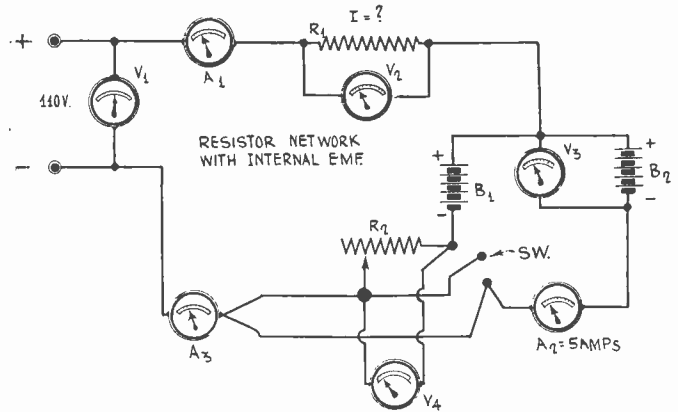 I = ?
R1
+
A1
V1
V2
110V.
RESISTOR NETWORK
WITH INTERNAL EMF.
-
+
V3
+
B1
B2
-
-
R2
SW.
A3
A2=5AMPS
V4